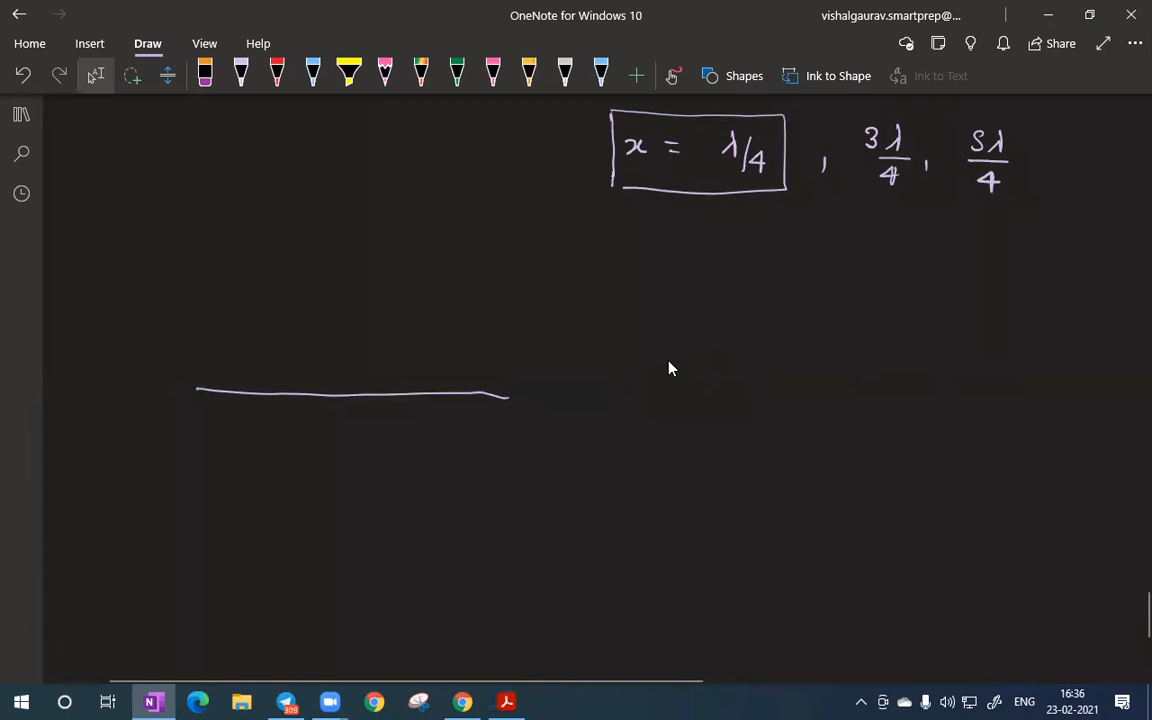 OneNote for Windows 10
vishalgaurav.smartprep@...
Home Insert Draw View Help
Share
Shapes Ink to Shape Ink to Text
x = λ/4 , 3λ/4 , 5λ/4
309
ENG
16:36
23-02-2021